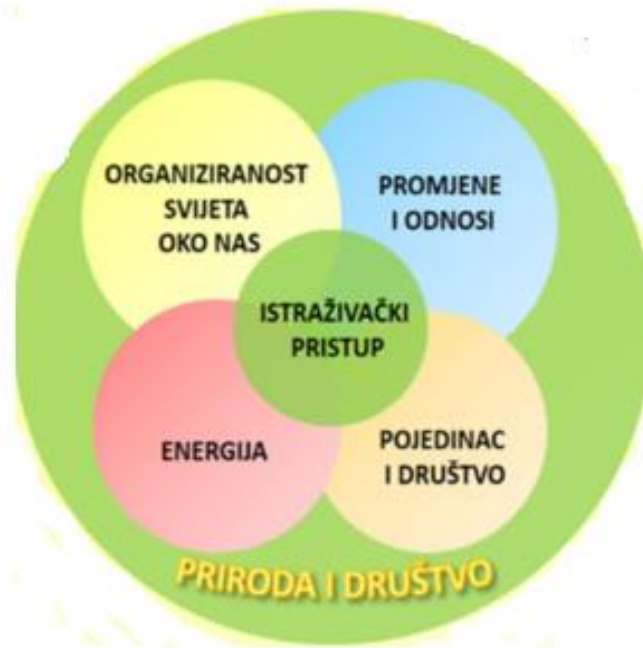 ORGANIZIRANOST
SVIJETA
OKO NAS
PROMJENE
I ODNOSI
ISTRAŽIVAČKI
PRISTUP
ENERGIJA
POJEDINAC
I DRUŠTVO
PRIRODA I DRUŠTVO